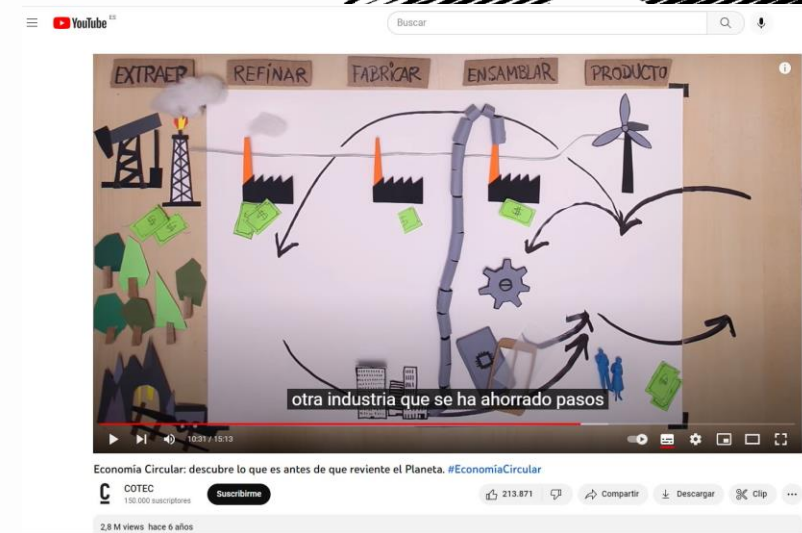 YouTube ES
Buscar
EXTRAER REFINAR FABRICAR ENSAMBLAR PRODUCTO
otra industria que se ha ahorrado pasos
10:31 / 15:13
Economía Circular: descubre lo que es antes de que reviente el Planeta. #EconomíaCircular
COTEC
150.000 suscriptores
Suscribirme
213.871
Compartir
Descargar
Clip
2,8 M views hace 6 años